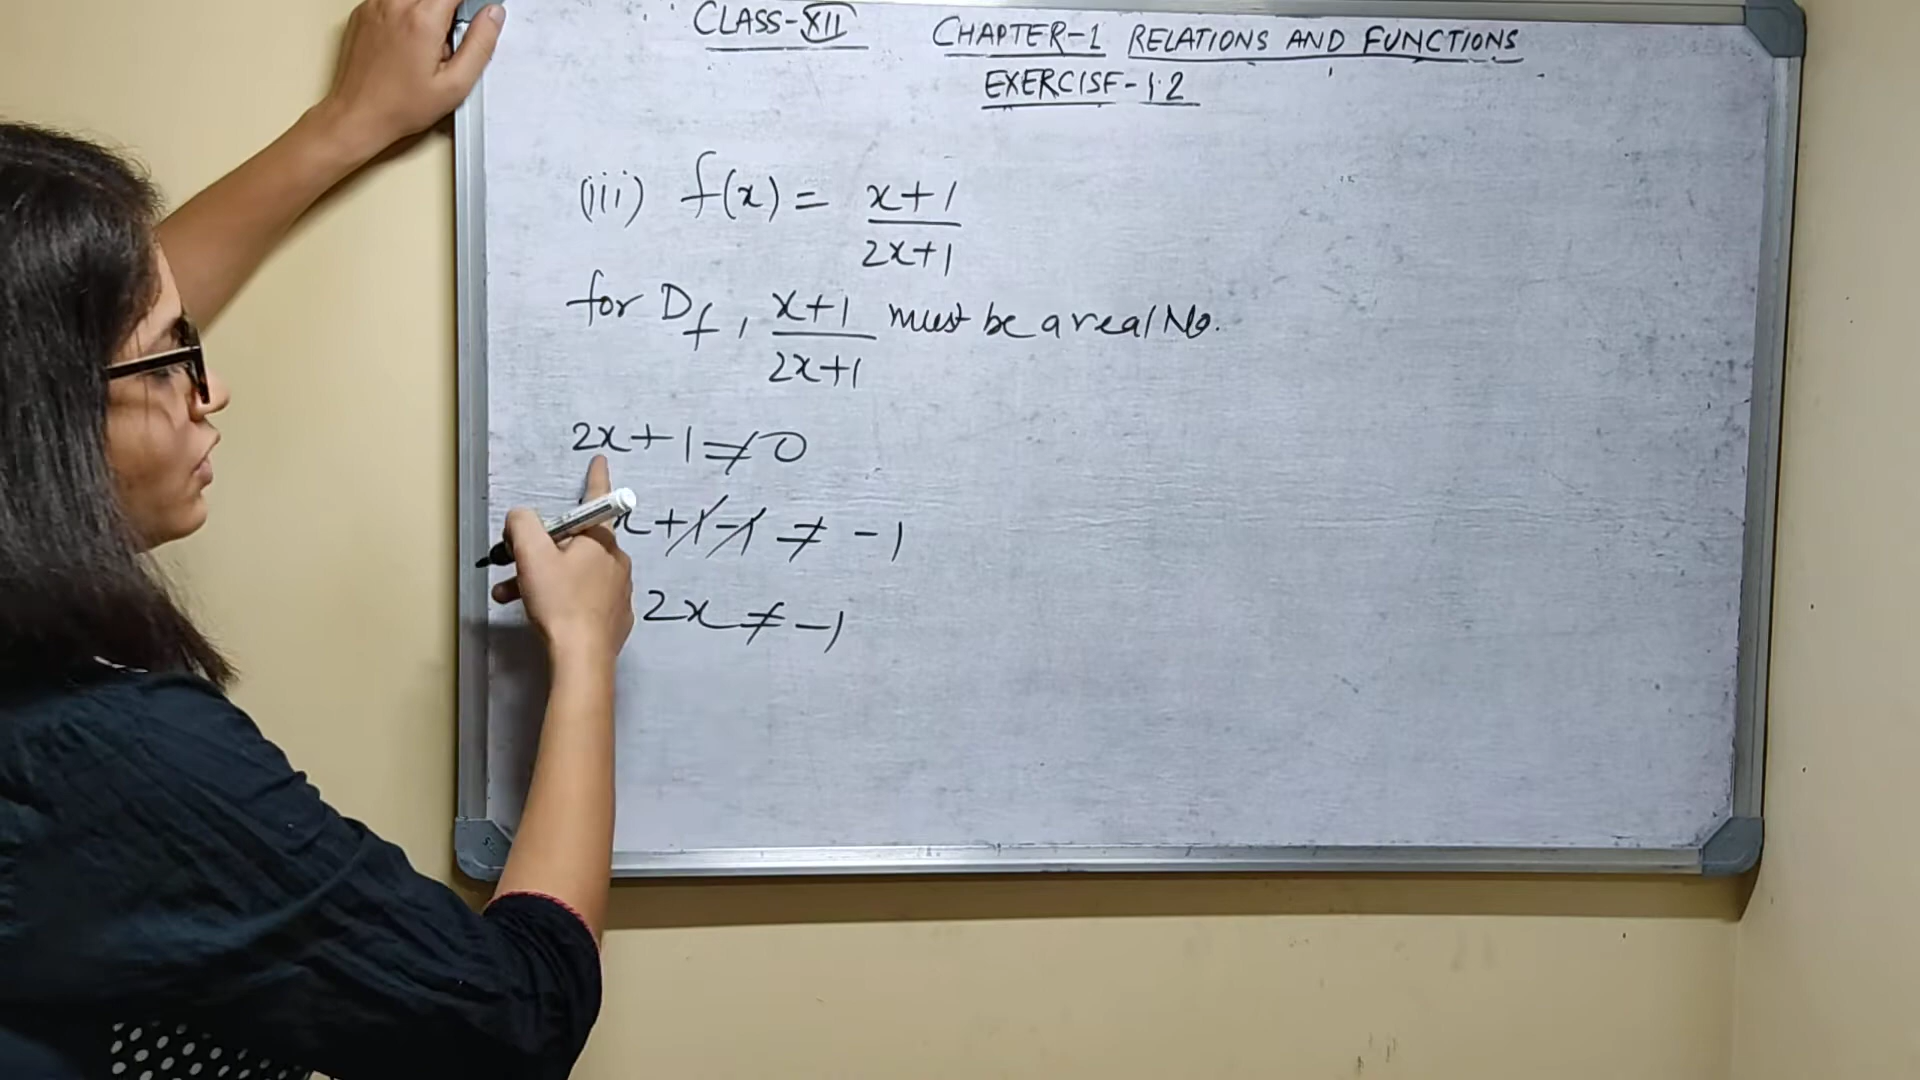 CLASS-XII CHAPTER-1 RELATIONS AND FUNCTIONS
EXERCISE-1.2
(iii) f(x) = x+1/2x+1
for Df, x+1/2x+1 must be a real No.
2x+1≠0
x+1-1 ≠ -1
2x ≠ -1